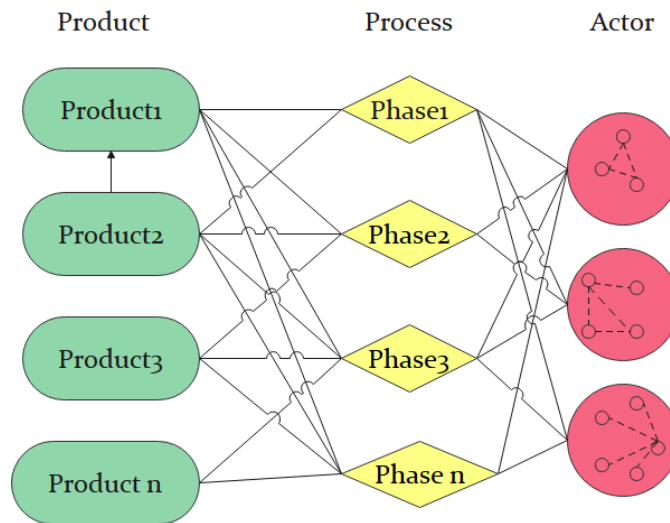 Product Process Actor
Product1 Phase1
Product2 Phase2
Product3 Phase3
Product n Phase n